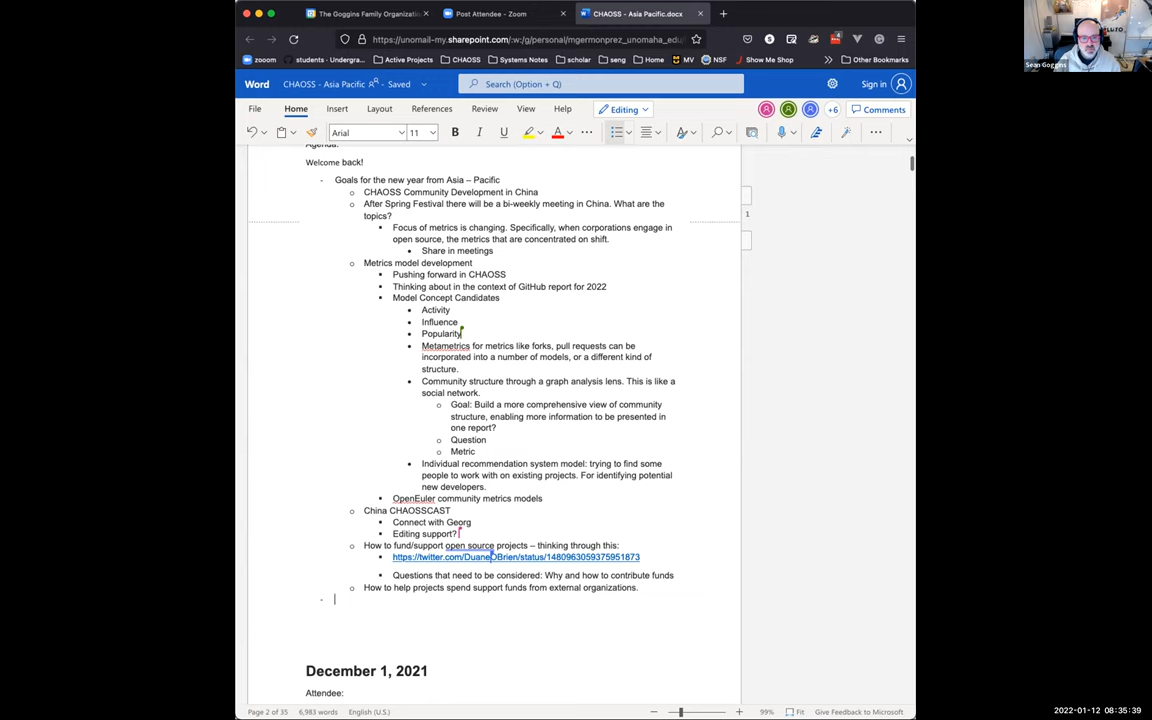 The Goggins Family Organizatio
Post Attendee - Zoom
CHAOSS - Asia Pacific.docx
https://unomail-my.sharepoint.com/:w:/g/personal/mgermonprez_unomaha_edu
Sean Goggins
zooom
students - Undergra...
Active Projects
CHAOSS
Systems Notes
scholar
seng
Home
MV
NSF
Show Me Shop
Other Bookmarks
Word
CHAOSS - Asia Pacific
- Saved
Search (Option + Q)
Sign in
File
Home
Insert
Layout
References
Review
View
Help
Editing
+6
Comments
Arial
11
Agenda:
Welcome back!
- Goals for the new year from Asia – Pacific
o CHAOSS Community Development in China
o After Spring Festival there will be a bi-weekly meeting in China. What are the
topics?
▪ Focus of metrics is changing. Specifically, when corporations engage in
open source, the metrics that are concentrated on shift.
• Share in meetings
o Metrics model development
▪ Pushing forward in CHAOSS
▪ Thinking about in the context of GitHub report for 2022
▪ Model Concept Candidates
• Activity
• Influence
• Popularity
• Metametrics for metrics like forks, pull requests can be
incorporated into a number of models, or a different kind of
structure.
• Community structure through a graph analysis lens. This is like a
social network.
o Goal: Build a more comprehensive view of community
structure, enabling more information to be presented in
one report?
o Question
o Metric
• Individual recommendation system model: trying to find some
people to work with on existing projects. For identifying potential
new developers.
▪ OpenEuler community metrics models
o China CHAOSSCAST
▪ Connect with Georg
▪ Editing support?
o How to fund/support open source projects – thinking through this:
▪ https://twitter.com/DuaneOBrien/status/1480963059375951873
▪ Questions that need to be considered: Why and how to contribute funds
o How to help projects spend support funds from external organizations.
-
December 1, 2021
Attendee:
1
Page 2 of 35
6,983 words
English (U.S.)
99%
Fit
Give Feedback to Microsoft
2022-01-12 08:35:39